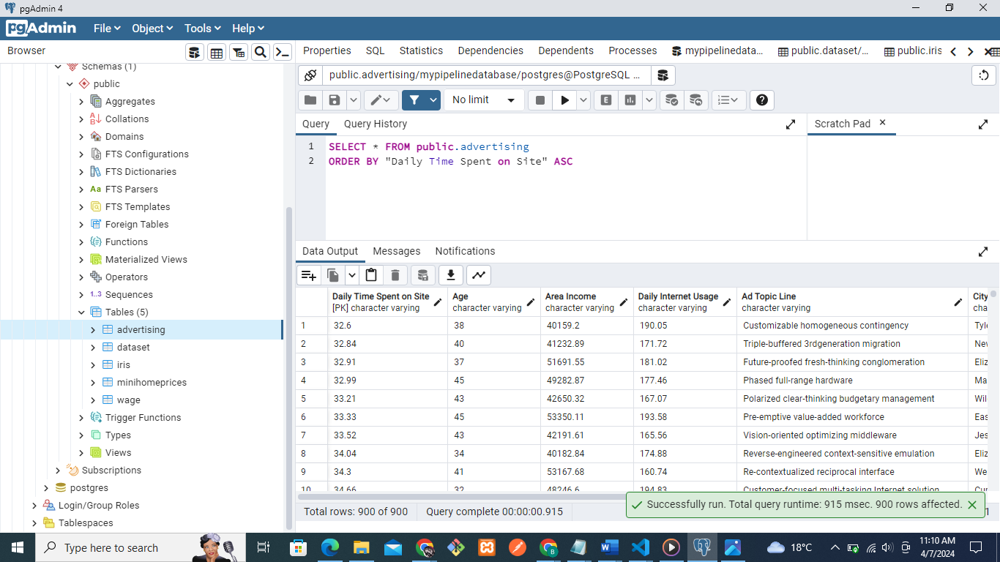 pgAdmin 4
pgAdmin File Object Tools Help
Browser
Properties SQL Statistics Dependencies Dependents Processes mypipelinedata... public.dataset/... public.iris
Schemas (1)
public
Aggregates
Collations
Domains
FTS Configurations
FTS Dictionaries
Aa FTS Parsers
FTS Templates
Foreign Tables
Functions
Materialized Views
Operators
1..3 Sequences
Tables (5)
advertising
dataset
iris
minihomeprices
wage
Trigger Functions
Types
Views
Subscriptions
postgres
Login/Group Roles
Tablespaces
public.advertising/mypipelinedatabase/postgres@PostgreSQL ...
No limit
E
Query Query History
Scratch Pad
1 SELECT * FROM public.advertising
2 ORDER BY "Daily Time Spent on Site" ASC
Data Output Messages Notifications
Daily Time Spent on Site Age Area Income Daily Internet Usage Ad Topic Line City
[PK] character varying character varying character varying character varying character varying cha
1 32.6 38 40159.2 190.05 Customizable homogeneous contingency Tyle
2 32.84 40 41232.89 171.72 Triple-buffered 3rdgeneration migration Nev
3 32.91 37 51691.55 181.02 Future-proofed fresh-thinking conglomeration Eliz
4 32.99 45 49282.87 177.46 Phased full-range hardware Ma
5 33.21 43 42650.32 167.07 Polarized clear-thinking budgetary management Wil
6 33.33 45 53350.11 193.58 Pre-emptive value-added workforce Eas
7 33.52 43 42191.61 165.56 Vision-oriented optimizing middleware Jes
8 34.04 34 40182.84 174.88 Reverse-engineered context-sensitive emulation Eliz
9 34.3 41 53167.68 160.74 Re-contextualized reciprocal interface We
10 34.66 32 48246.6 194.83 Customer-focused multi-tasking Internet solution Cur
Total rows: 900 of 900 Query complete 00:00:00.915
Successfully run. Total query runtime: 915 msec. 900 rows affected.
Type here to search
18°C
11:10 AM
4/7/2024